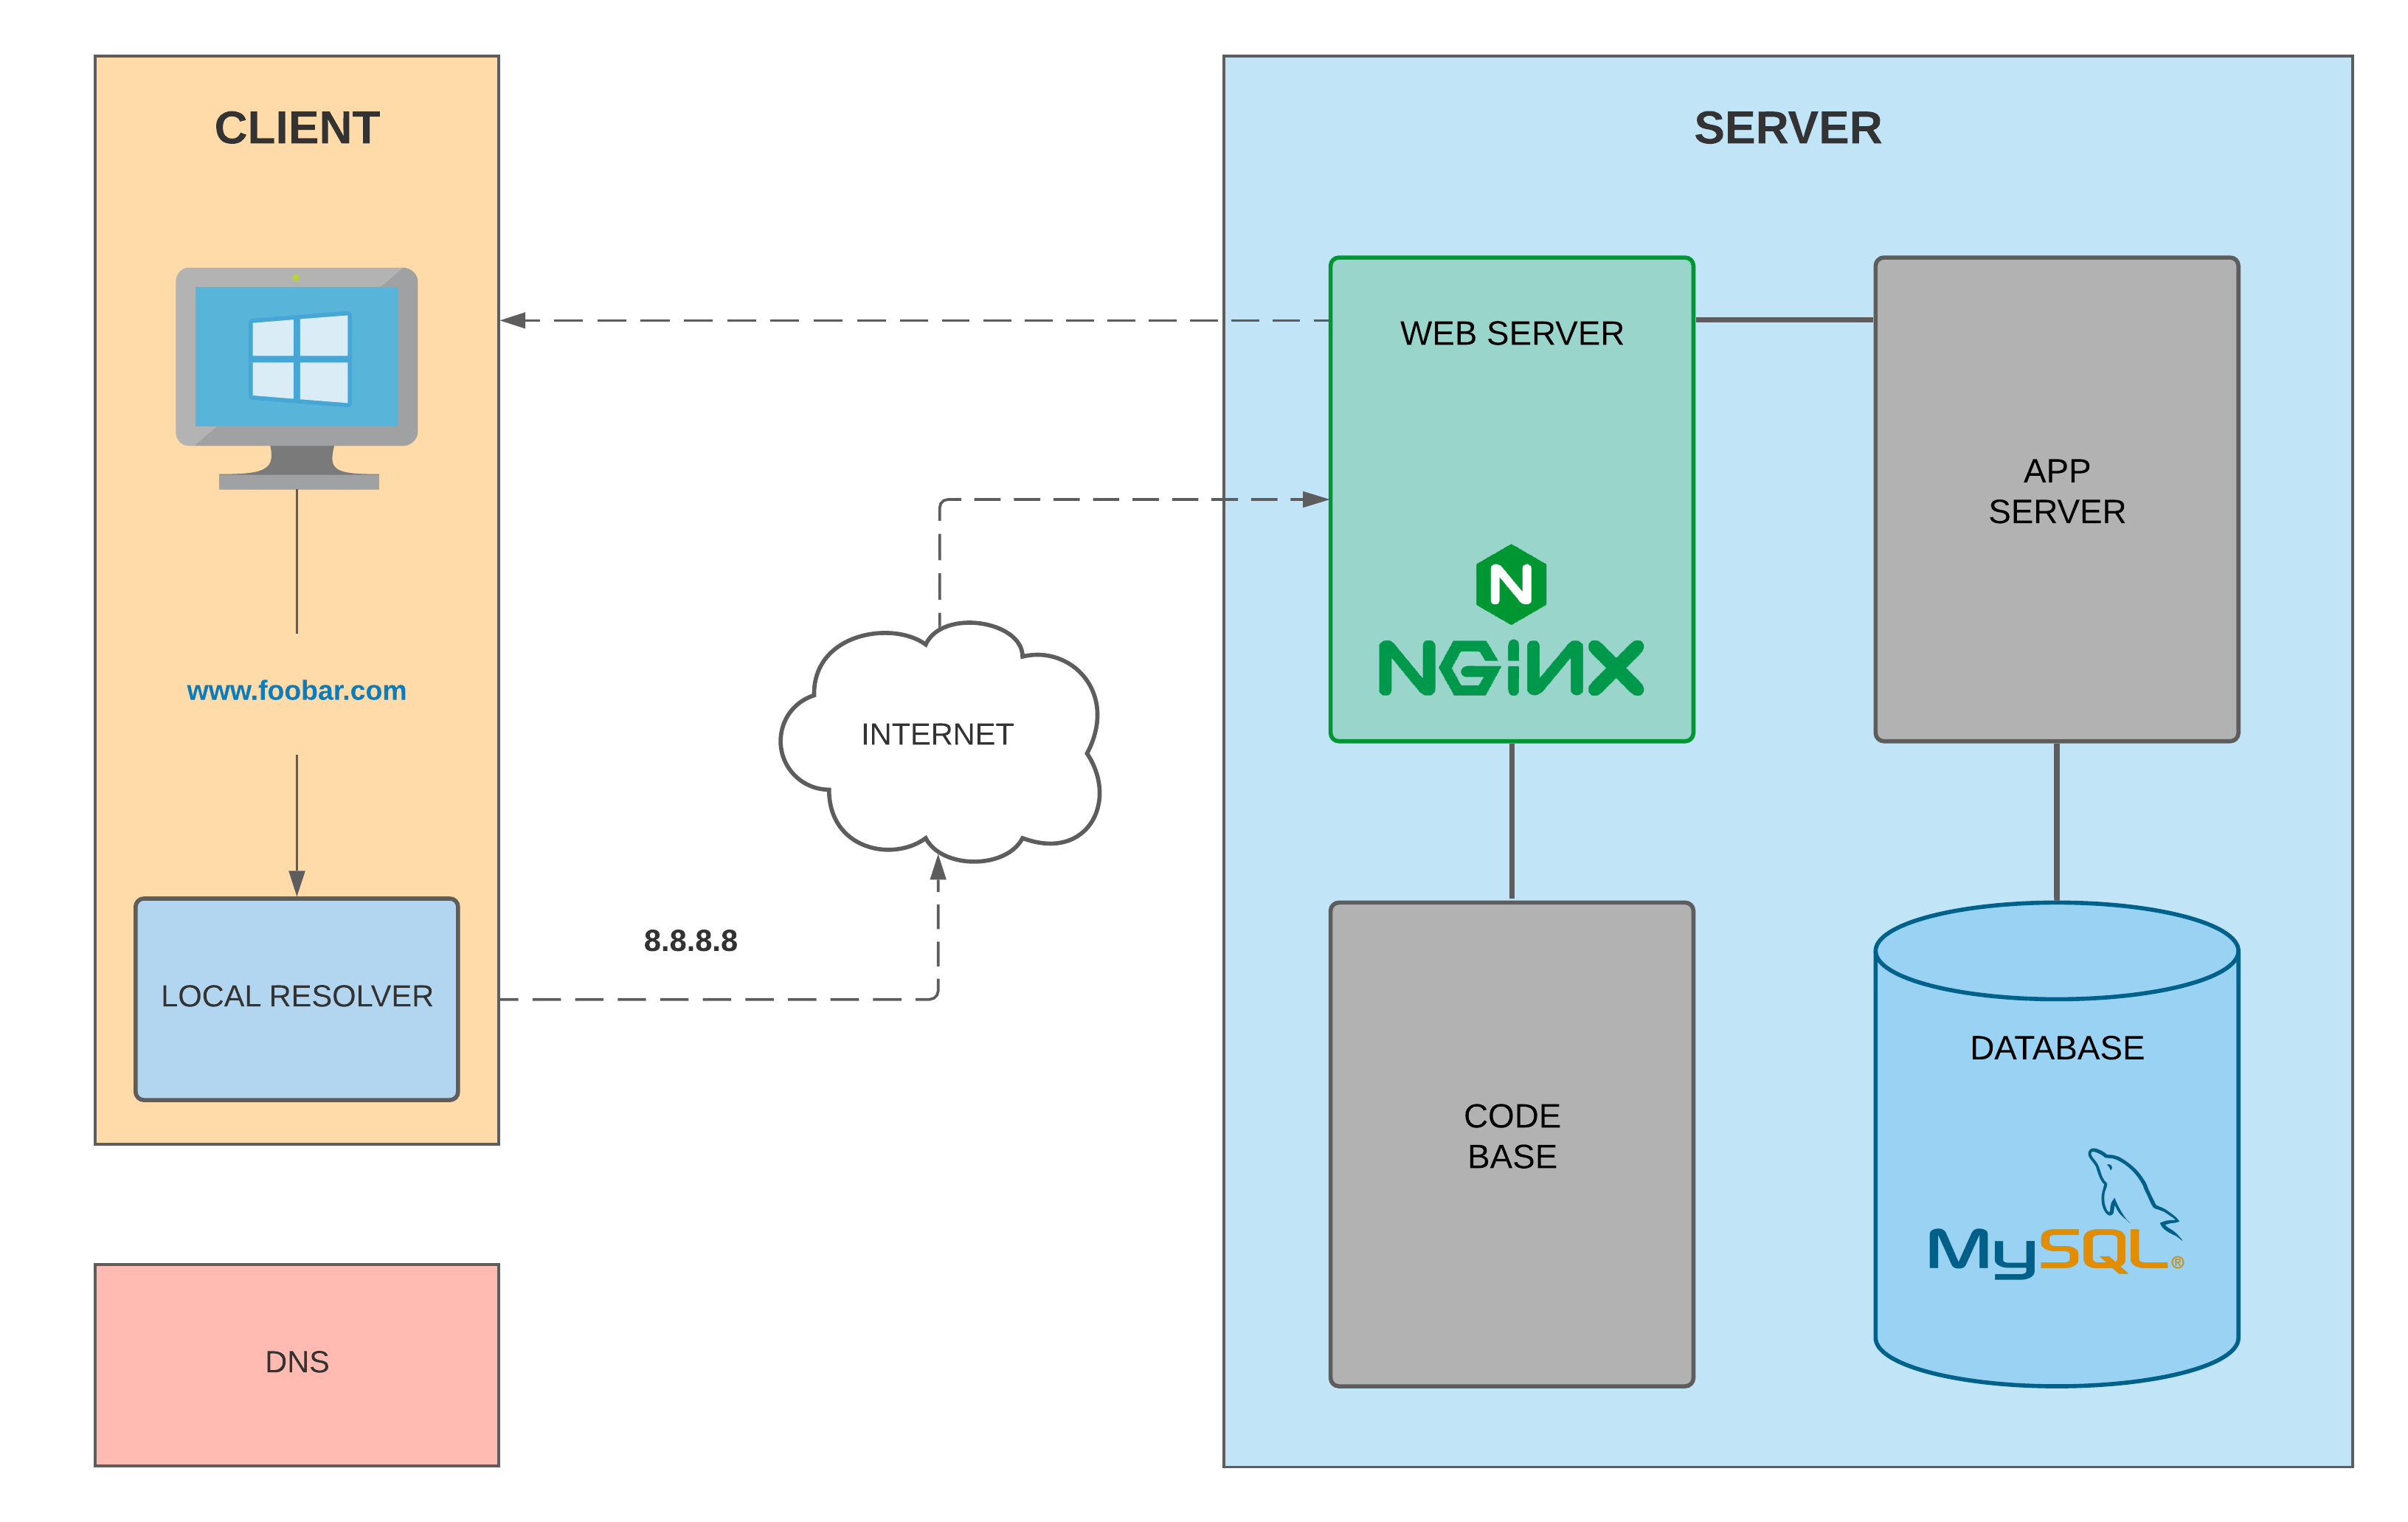 CLIENT
www.foobar.com
LOCAL RESOLVER
DNS
8.8.8.8
INTERNET
SERVER
WEB SERVER
N
NGiNX
APP
SERVER
CODE
BASE
DATABASE
MySQL®